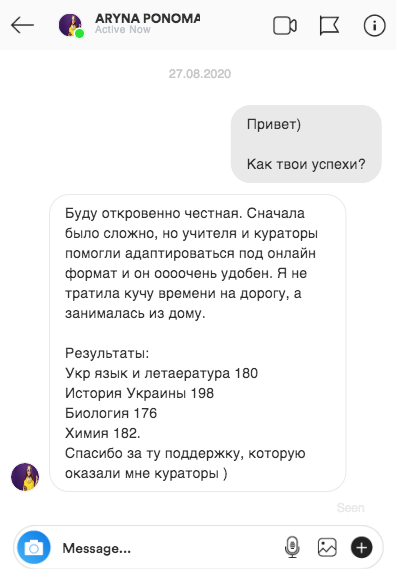 ARYNA PONOMA
Active Now
27.08.2020
Привет)
Как твои успехи?
Буду откровенно честная. Сначала
было сложно, но учителя и кураторы
помогли адаптироваться под онлайн
формат и он оооочень удобен. Я не
тратила кучу времени на дорогу, а
занималась из дому.
Результаты:
Укр язык и летаература 180
История Украины 198
Биология 176
Химия 182.
Спасибо за ту поддержку, которую
оказали мне кураторы )
Seen
Message...